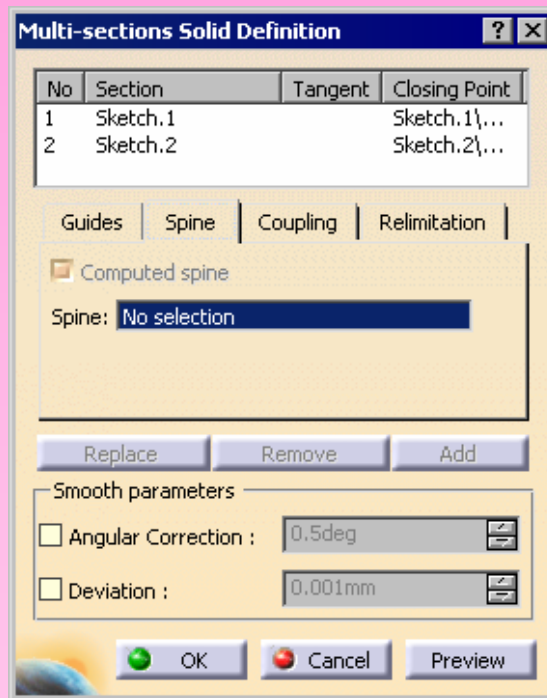 Multi-sections Solid Definition ? X
No Section Tangent Closing Point
1 Sketch.1 Sketch.1\...
2 Sketch.2 Sketch.2\...
Guides Spine Coupling Relimitation
Computed spine
Spine: No selection
Replace Remove Add
Smooth parameters
Angular Correction : 0.5deg
Deviation : 0.001mm
OK Cancel Preview